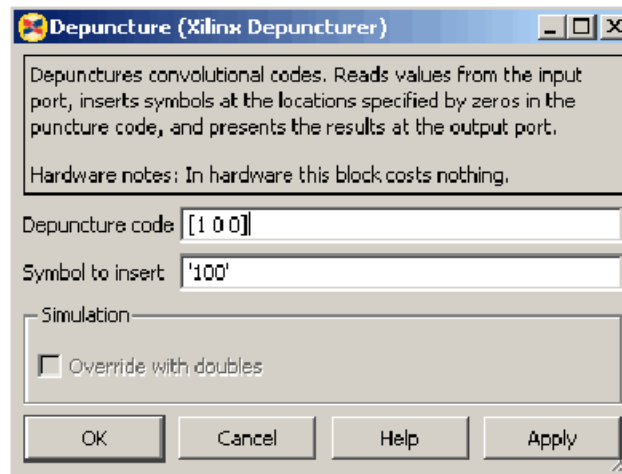 Depuncture (Xilinx Depuncturer)
Depunctures convolutional codes. Reads values from the input
port, inserts symbols at the locations specified by zeros in the
puncture code, and presents the results at the output port.
Hardware notes: In hardware this block costs nothing.
Depuncture code [1 0 0]
Symbol to insert '100'
Simulation
Override with doubles
OK Cancel Help Apply